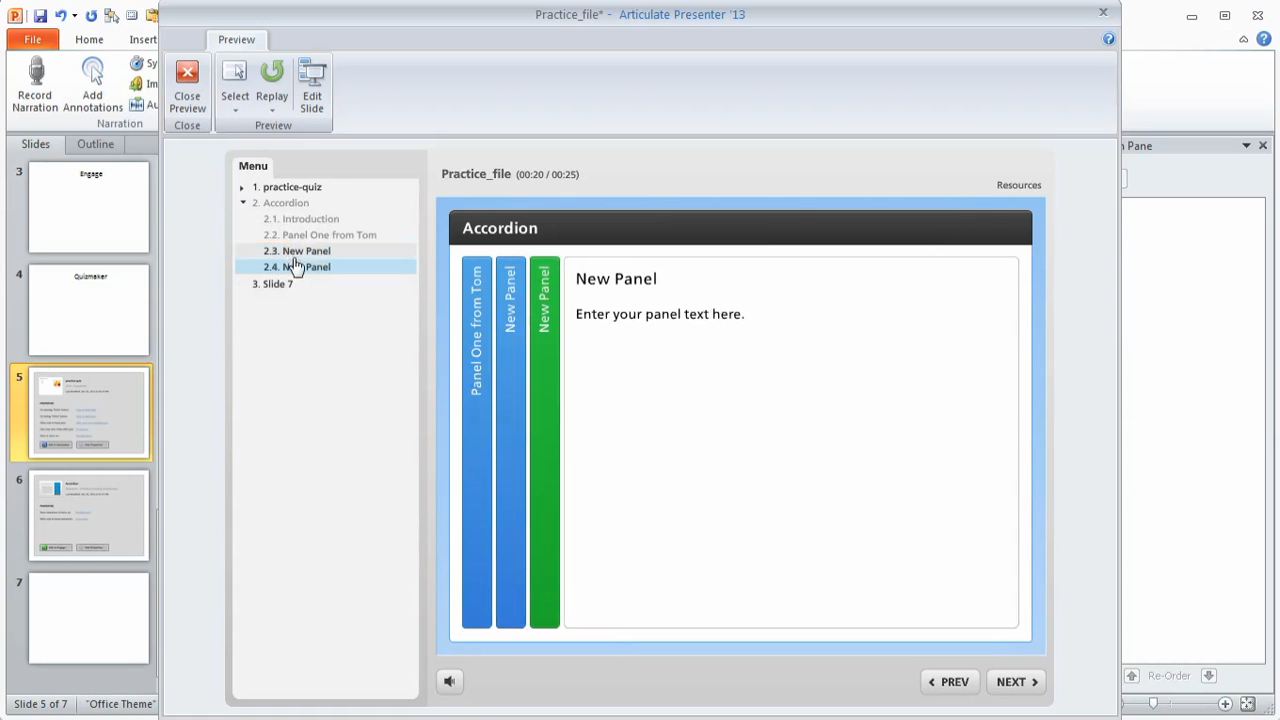 Practice_file* - Articulate Presenter '13
File
Home
Insert
Preview
Record
Narration
Add
Annotations
Sy
Im
Au
Narration
Close
Preview
Select
Replay
Edit
Slide
Close
Preview
Slides
Outline
n Pane
3
Engage
4
Quizmaker
5
6
7
Menu
1. practice-quiz
2. Accordion
2.1. Introduction
2.2. Panel One from Tom
2.3. New Panel
2.4. New Panel
3. Slide 7
Practice_file (00:20 / 00:25)
Resources
Accordion
Panel One from Tom
New Panel
New Panel
New Panel
Enter your panel text here.
PREV
NEXT
Re-Order
Slide 5 of 7
"Office Theme"